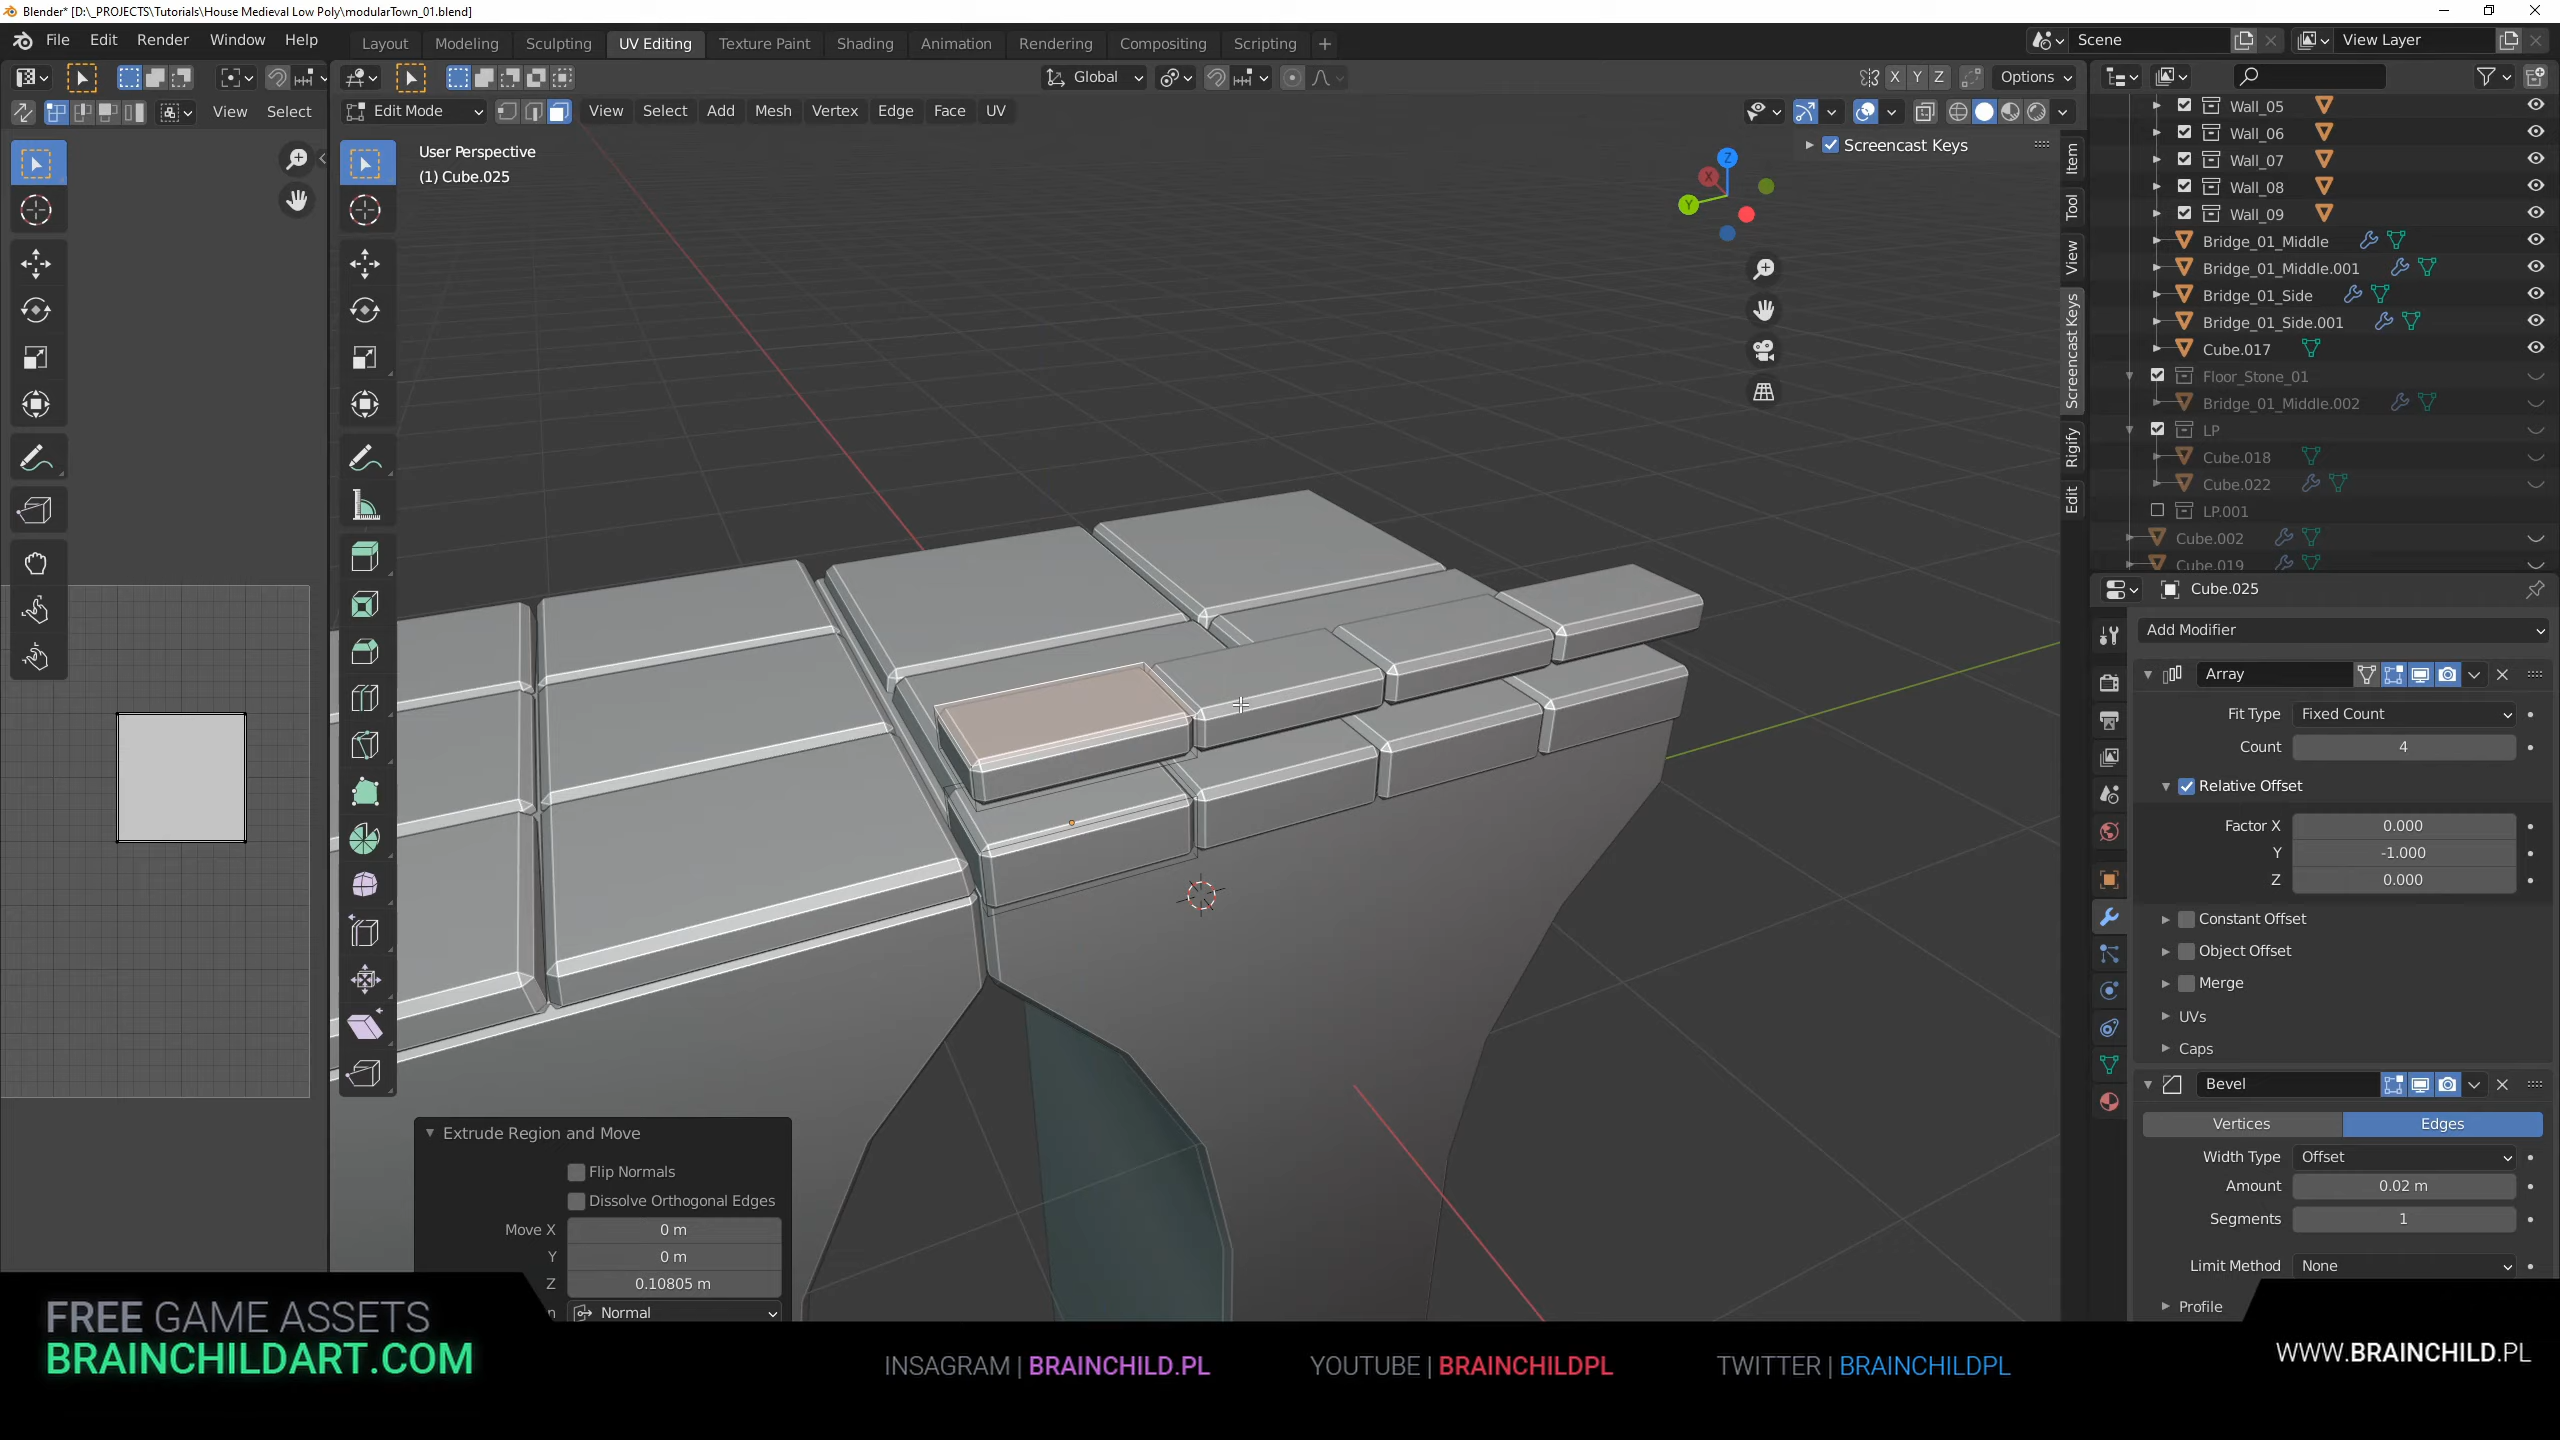 Blender* [D:\_PROJECTS\Tutorials\House Medieval Low Poly\modularTown_01.blend]
File Edit Render Window Help
Layout Modeling Sculpting UV Editing Texture Paint Shading Animation Rendering Compositing Scripting +
Scene
View Layer
Global
X Y Z
Options
View Select
Edit Mode
View Select Add Mesh Vertex Edge Face UV
User Perspective
(1) Cube.025
Screencast Keys
Z
X
Y
Item
Tool
View
Screencast Keys
Rigify
Edit
Wall_05
Wall_06
Wall_07
Wall_08
Wall_09
Bridge_01_Middle
Bridge_01_Middle.001
Bridge_01_Side
Bridge_01_Side.001
Cube.017
Floor_Stone_01
Bridge_01_Middle.002
LP
Cube.018
Cube.022
LP.001
Cube.002
Cube.019
Cube.025
Add Modifier
Array
Fit Type Fixed Count
Count 4
Relative Offset
Factor X 0.000
Y -1.000
Z 0.000
Constant Offset
Object Offset
Merge
UVs
Caps
Bevel
Vertices Edges
Width Type Offset
Amount 0.02 m
Segments 1
Limit Method None
Profile
Extrude Region and Move
Flip Normals
Dissolve Orthogonal Edges
Move X 0 m
Y 0 m
Z 0.10805 m
n Normal
FREE GAME ASSETS
BRAINCHILDART.COM
INSAGRAM | BRAINCHILD.PL
YOUTUBE | BRAINCHILDPL
TWITTER | BRAINCHILDPL
WWW.BRAINCHILD.PL